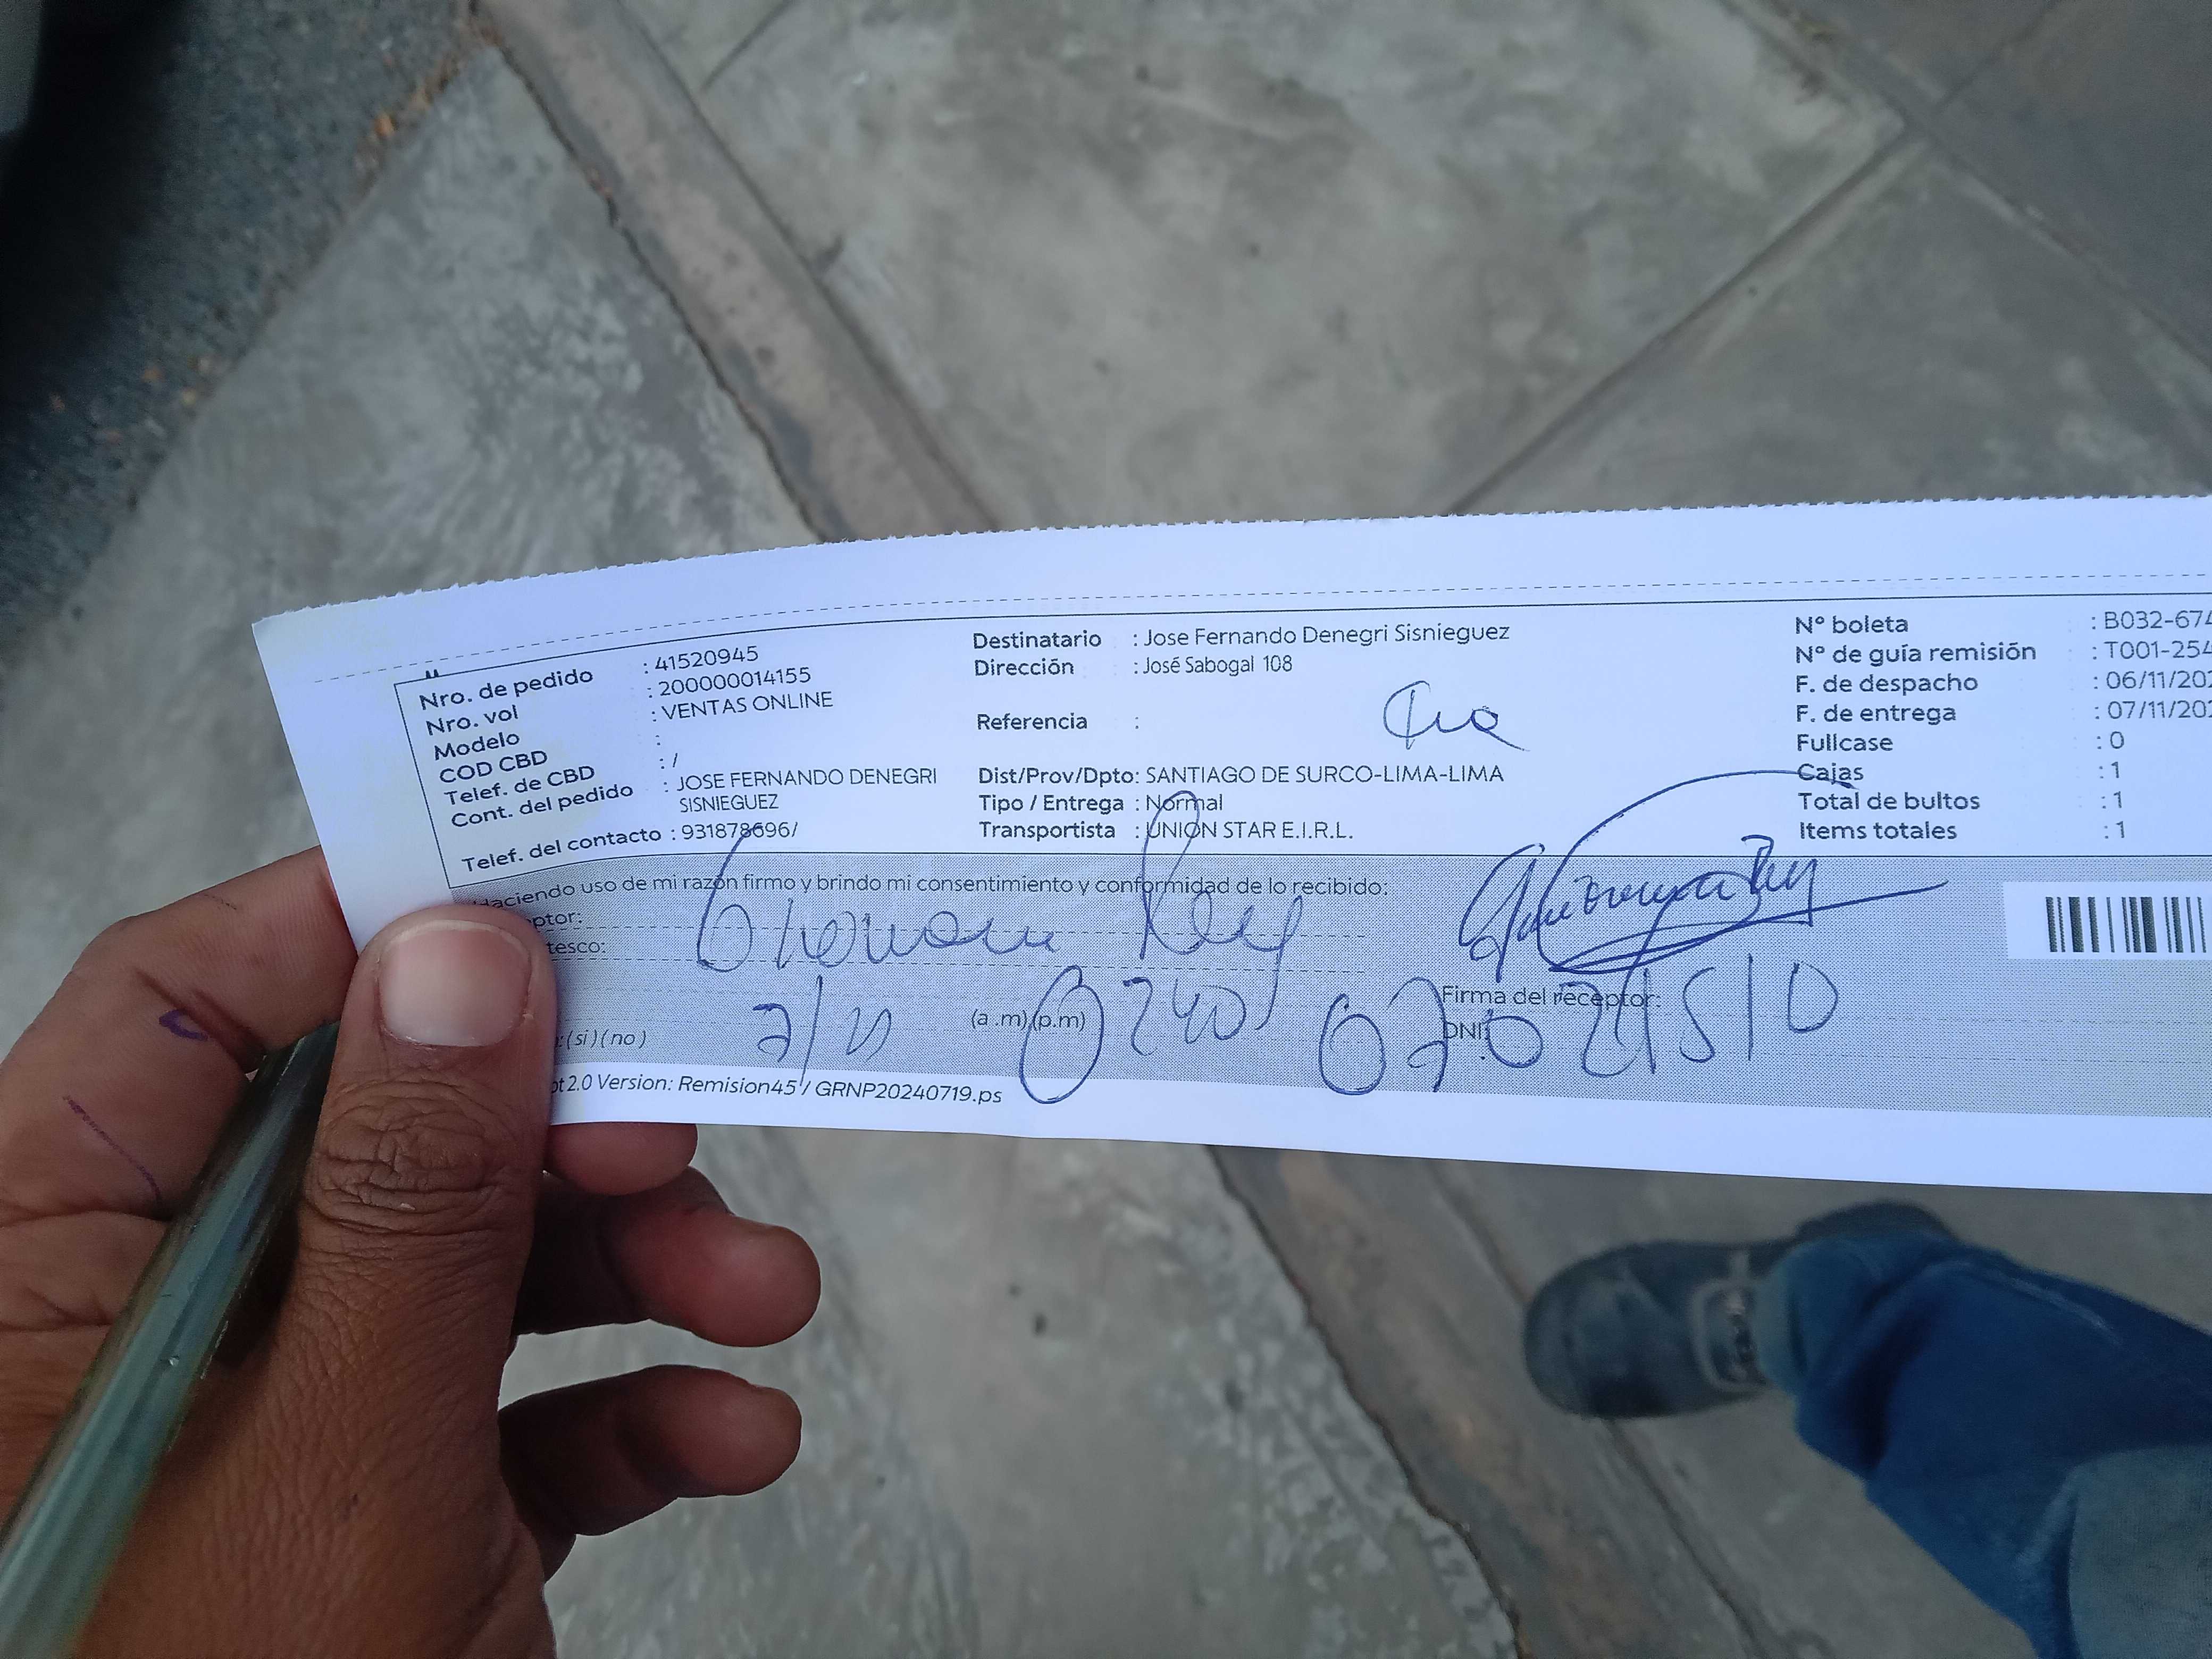 Nro. de pedido : 41520945
Nro. vol : 200000014155
Modelo : VENTAS ONLINE
COD CBD :
Telef. de CBD : /
Cont. del pedido : JOSE FERNANDO DENEGRI
SISNIEGUEZ
Telef. del contacto : 931878696/
Destinatario : Jose Fernando Denegri Sisnieguez
Dirección : José Sabogal 108
Referencia :
Dist/Prov/Dpto: SANTIAGO DE SURCO-LIMA-LIMA
Tipo / Entrega : Normal
Transportista : UNION STAR E.I.R.L.
N° boleta : B032-674
N° de guía remisión : T001-254
F. de despacho : 06/11/202
F. de entrega : 07/11/202
Fullcase : 0
Cajas : 1
Total de bultos : 1
Items totales : 1
Haciendo uso de mi razón firmo y brindo mi consentimiento y conformidad de lo recibido:
ptor:
tesco:
Rey
(a .m) (p.m)
Firma del receptor:
DNI:
: (si) (no)
pt2.0 Version: Remision45 / GRNP20240719.ps